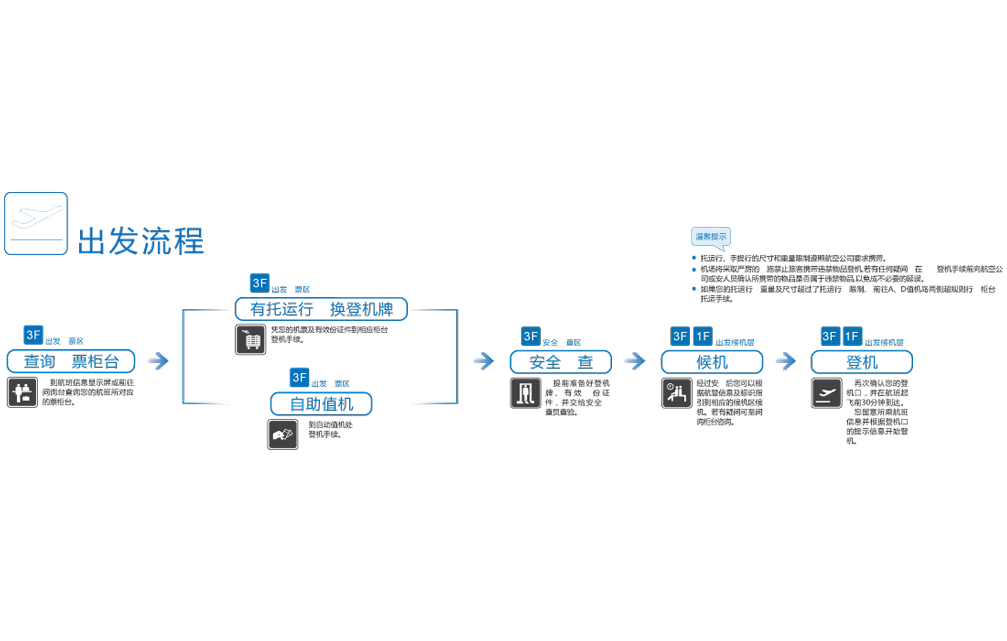 出发流程
温馨提示
托运行、手提行的尺寸和重量限制遵照航空公司要求携带。
机场将采取严厉的 施禁止旅客携带违禁物品登机,若有任何疑问 在 登机手续前向航空公
司或安人员确认所携带的物品是否属于违禁物品,以免成不必要的延误。
如果您的托运行 重量及尺寸超过了托运行 限制, 前往A、D值机岛两侧超规则行 柜台
托运手续。
3F 出发 票区
有托运行 换登机牌
凭您的机票及有效份证件到相应柜台
登机手续。
3F 出发 票区
查询 票柜台
到航班信息显示屏或前往
问询台查询您的航班所对应
的票柜台。
3F 出发 票区
自助值机
到自动值机处
登机手续。
3F 安全 查区
安全 查
提前准备好登机
牌、有效 份证
件，并交给安全
查员查验。
3F 1F 出发候机层
候机
经过安 后您可以根
据航显信息及标识指
引到相应的候机区候
机。若有疑问可至问
询柜台咨询。
3F 1F 出发候机层
登机
再次确认您的登
机口，并在航班起
飞前30分钟到达。
您留意所乘航班
信息并根据登机口
的提示信息开始登
机。